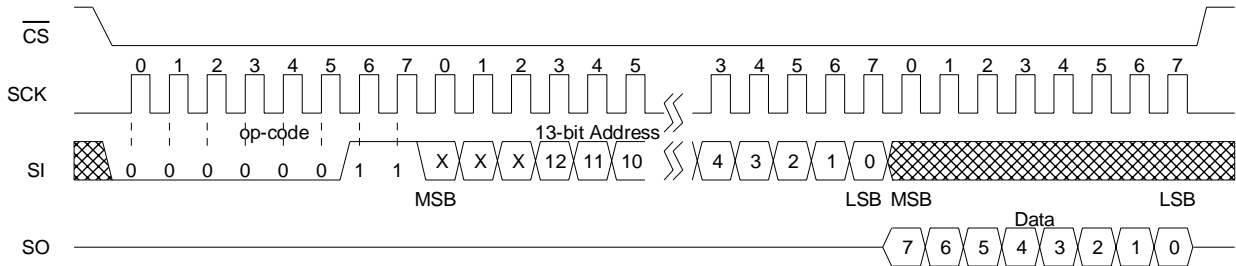 CS
0 1 2 3 4 5 6 7 0 1 2 3 4 5 3 4 5 6 7 0 1 2 3 4 5 6 7
SCK
op-code 13-bit Address
SI 0 0 0 0 0 0 1 1 X X X 12 11 10 4 3 2 1 0
MSB LSB MSB LSB
Data
SO 7 6 5 4 3 2 1 0